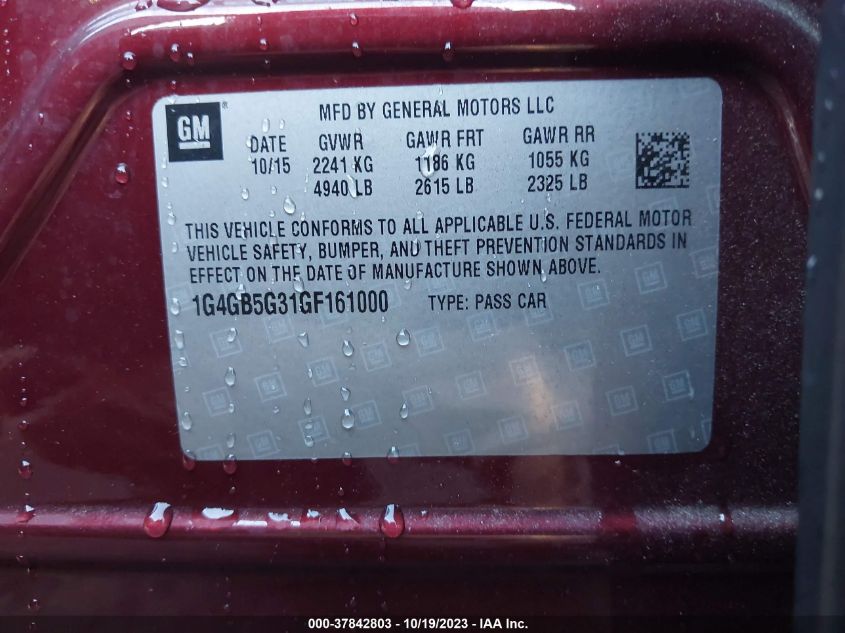 GM ® MFD BY GENERAL MOTORS LLC
DATE GVWR GAWR FRT GAWR RR
10/15 2241 KG 1186 KG 1055 KG
4940 LB 2615 LB 2325 LB
THIS VEHICLE CONFORMS TO ALL APPLICABLE U.S. FEDERAL MOTOR
VEHICLE SAFETY, BUMPER, AND THEFT PREVENTION STANDARDS IN
EFFECT ON THE DATE OF MANUFACTURE SHOWN ABOVE.
1G4GB5G31GF161000 TYPE: PASS CAR
000-37842803 - 10/19/2023 - IAA Inc.